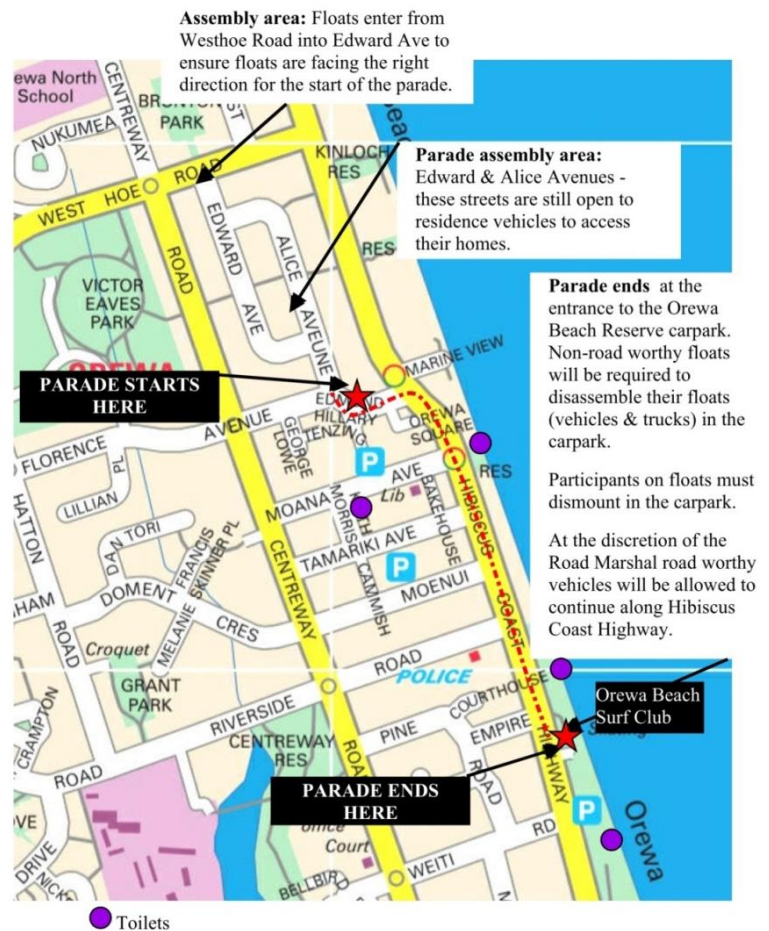 Assembly area: Floats enter from
Westhoe Road into Edward Ave to
ensure floats are facing the right
direction for the start of the parade.
ewa North
School
CENTREWAY
ROAD
NUKUMEA
PARK
KINLOCH
RES
Parade assembly area:
Edward & Alice Avenues -
these streets are still open to
residence vehicles to access
their homes.
WEST HOE ROAD
EDWARD
AVE
ALICE
AVEUNE
RES
VICTOR
EAVES
PARK
Parade ends at the
entrance to the Orewa
Beach Reserve carpark.
Non-road worthy floats
will be required to
disassemble their floats
(vehicles & trucks) in the
carpark.
Participants on floats must
dismount in the carpark.
At the discretion of the
Road Marshal road worthy
vehicles will be allowed to
continue along Hibiscus
Coast Highway.
OREWA
MARINE VIEW
PARADE STARTS
HERE
EDMUND
HILLARY
TENZING
OREWA
SQUARE
FLORENCE
AVENUE
GEORGE
LOWE
P
RES
LILLIAN PL
MOANA AVE
Lib
BAKEHOUSE
HIBISCUS
COAST
HIGHWAY
HATTON
ROAD
DAN TORI
FRANCIS
SKINNER PL
MORRIS
CAMMISH
TAMARIKI AVE
P
CENTREWAY
ROAD
HAM
DOMENT
CRES
MELANIE
MOENUI
Croquet
GRANT
PARK
RIVERSIDE
ROAD
POLICE
COURTHOUSE
Orewa Beach
Surf Club
CRAMPTON
CENTREWAY
RES
PINE
EMPIRE
ROAD
PARADE ENDS
HERE
P
Orewa
OVE
DRIVE
Court
RD
WEITI
BELLBIRD
Toilets